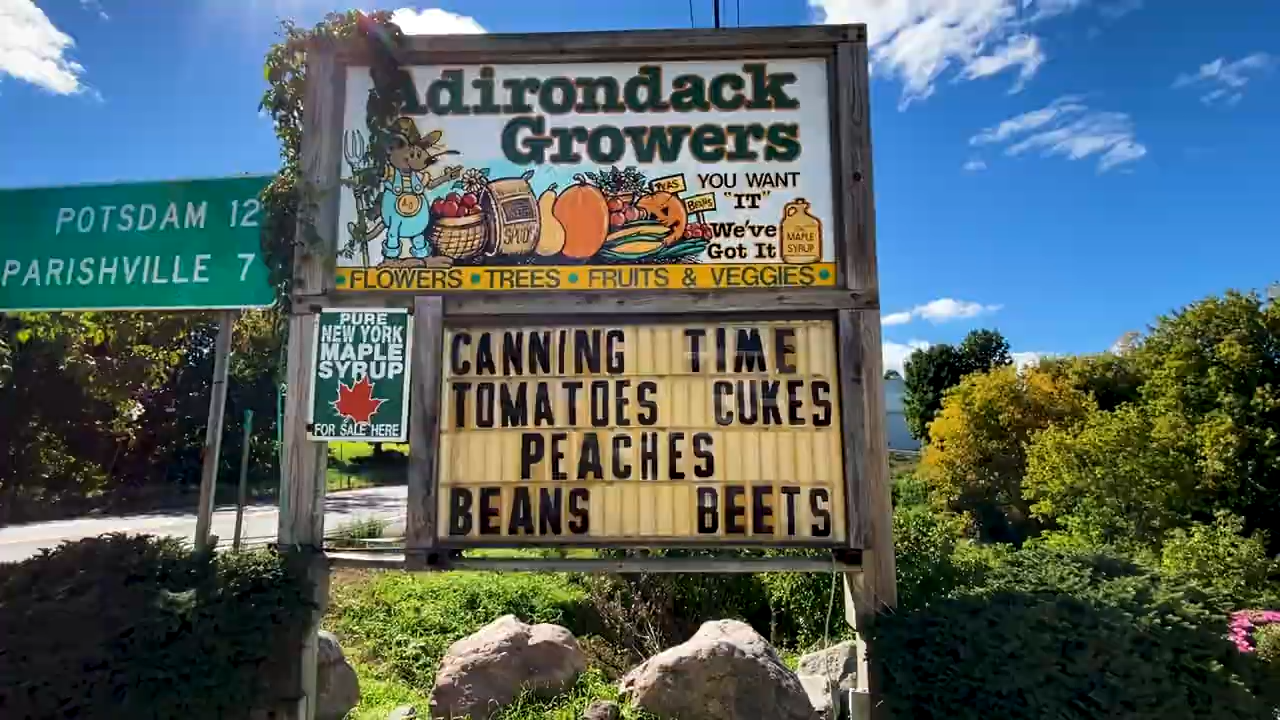 Adirondack
Growers
YOU WANT
"IT"
We've
Got It
MAPLE
SYRUP
BEANS
FLOWERS • TREES • FRUITS & VEGGIES
POTSDAM 12
PARISHVILLE 7
PURE
NEW YORK
MAPLE
SYRUP
FOR SALE HERE
CANNING TIME
TOMATOES CUKES
PEACHES
BEANS BEETS